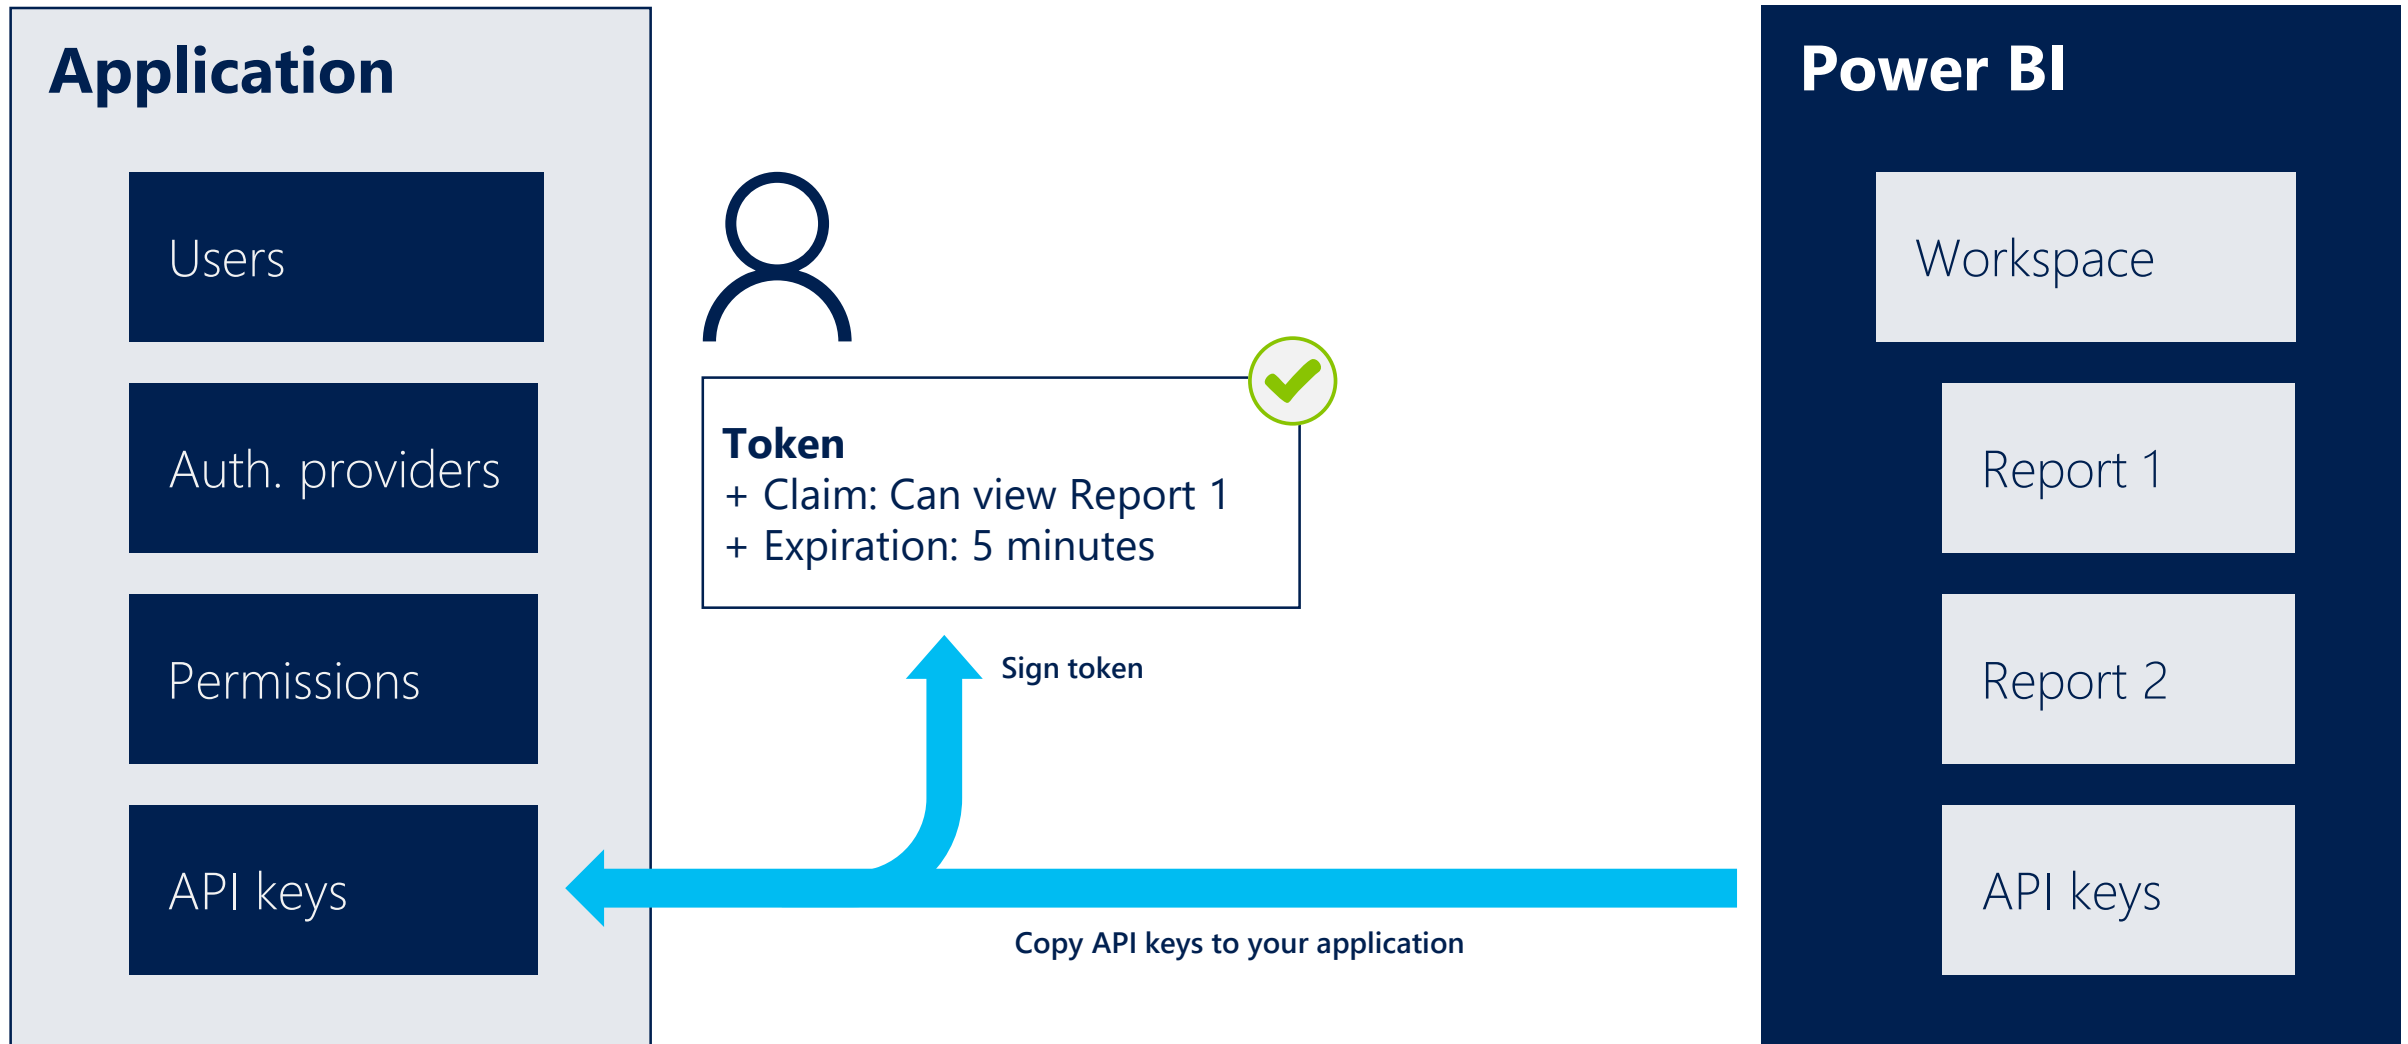 Application
Users
Auth. providers
Permissions
API keys
Token
+ Claim: Can view Report 1
+ Expiration: 5 minutes
Sign token
Copy API keys to your application
Power BI
Workspace
Report 1
Report 2
API keys